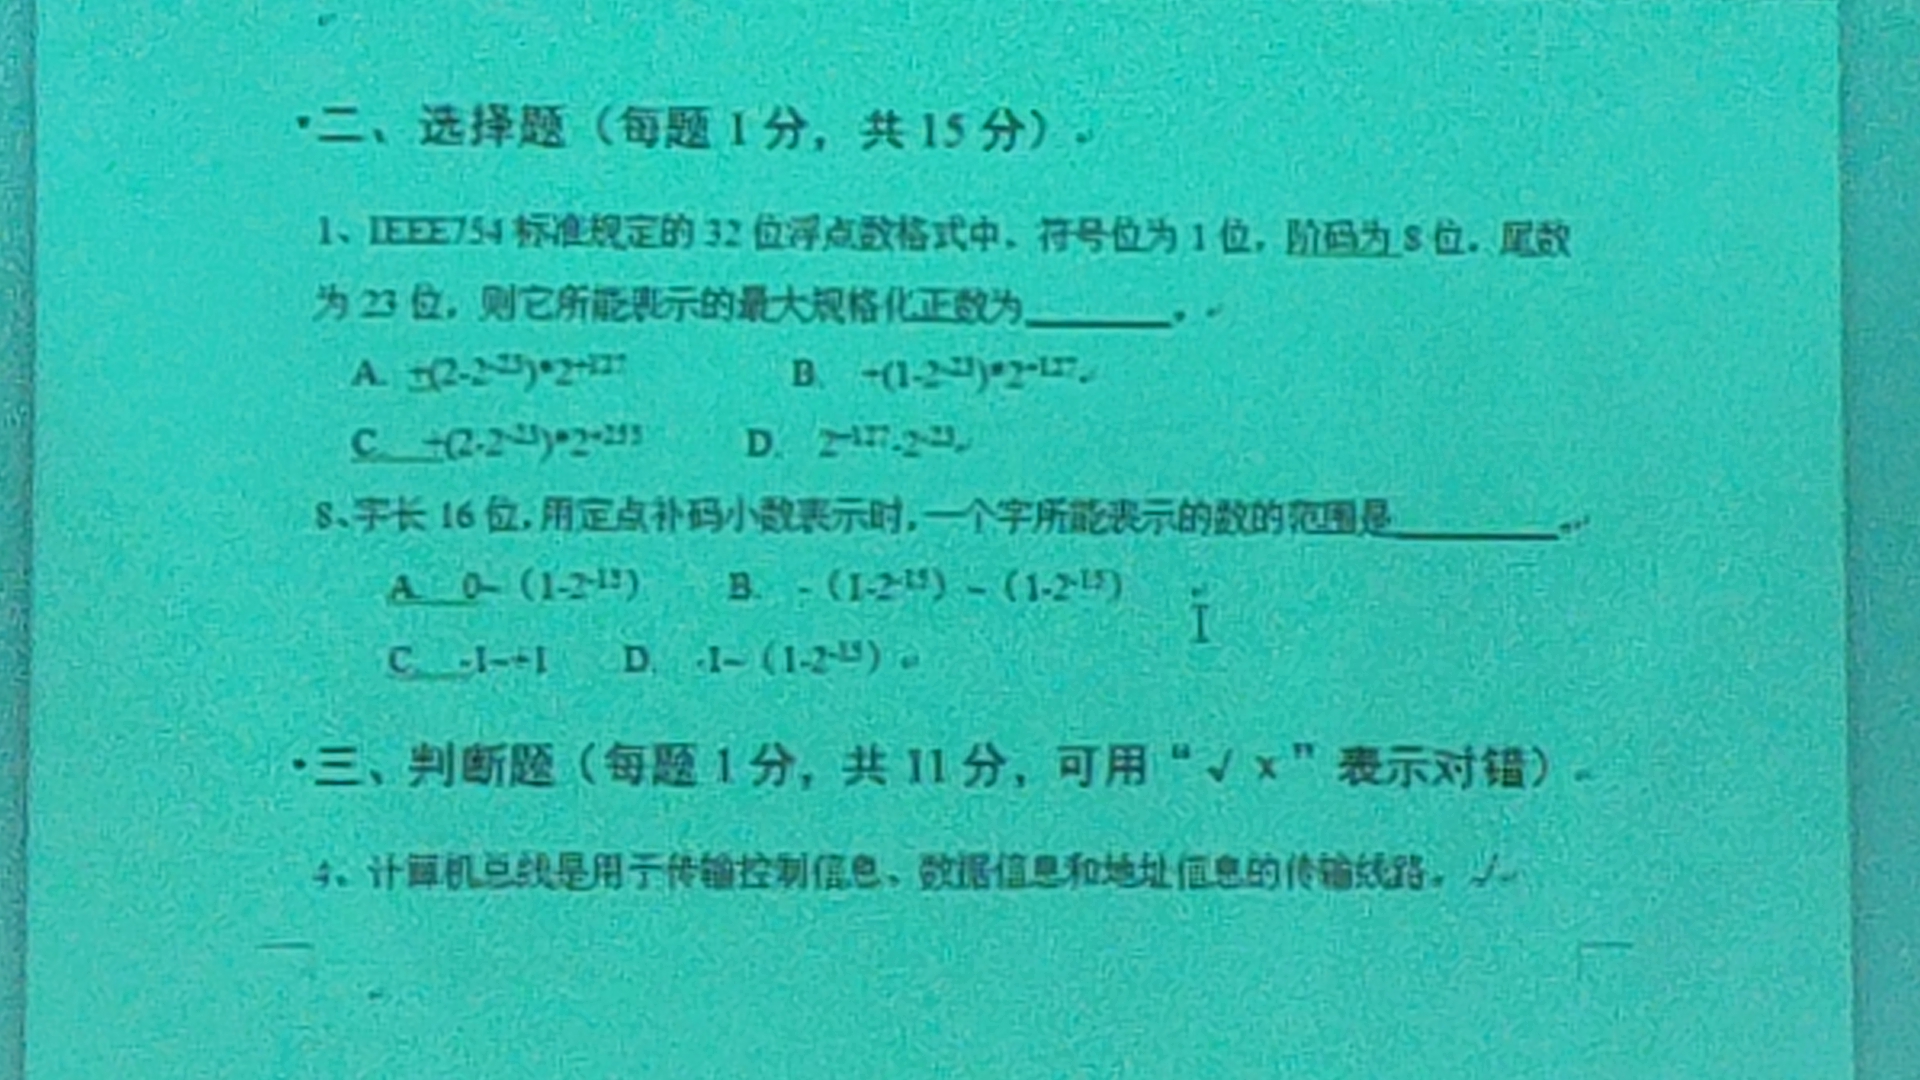 二、选择题（每题 1 分，共 15 分）
1、IEEE754 标准规定的 32 位浮点数格式中，符号位为 1 位，阶码为 8 位，尾数
为 23 位，则它所能表示的最大规格化正数为________。
A. +(2-2^-23)*2^+127 B. +(1-2^-23)*2^+127
C. +(2-2^-23)*2^+255 D. 2^+127-2^-23
8、字长 16 位，用定点补码小数表示时，一个字所能表示的数的范围是________。
A. 0~（1-2^-15） B. -（1-2^-15）~（1-2^-15）
C. -1~+1 D. -1~（1-2^-15）
三、判断题（每题 1 分，共 11 分，可用“√ x”表示对错）
4、计算机总线是用于传输控制信息、数据信息和地址信息的传输线路。√